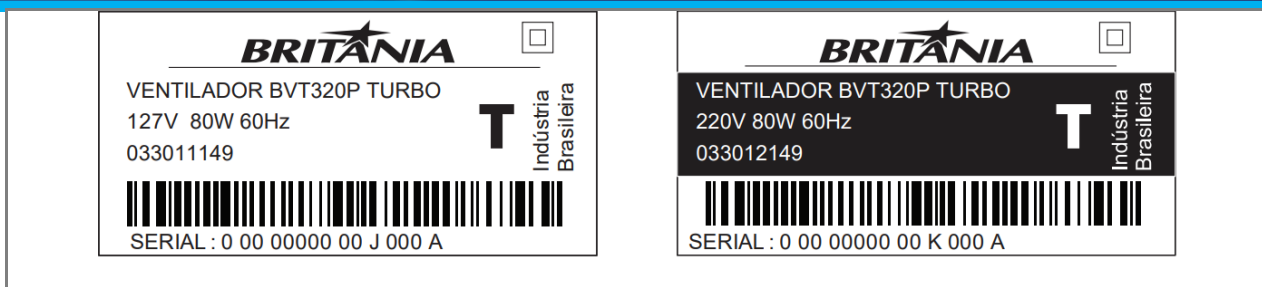 BRITANIA
VENTILADOR BVT320P TURBO
127V 80W 60Hz
033011149
T
Indústria
Brasileira
SERIAL : 0 00 00000 00 J 000 A
BRITANIA
VENTILADOR BVT320P TURBO
220V 80W 60Hz
033012149
T
Indústria
Brasileira
SERIAL : 0 00 00000 00 K 000 A